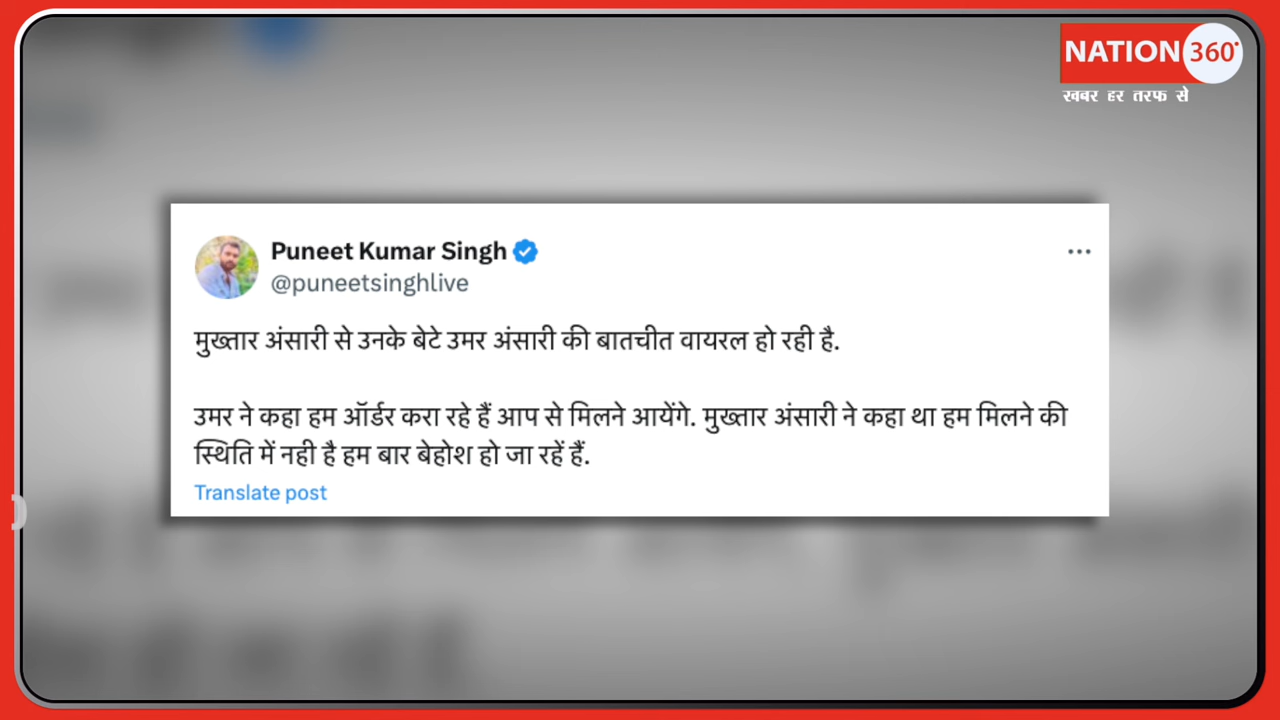 NATION 360°
खबर हर तरफ से
Puneet Kumar Singh
@puneetsinghlive
मुख्तार अंसारी से उनके बेटे उमर अंसारी की बातचीत वायरल हो रही है.
उमर ने कहा हम ऑर्डर करा रहे हैं आप से मिलने आयेंगे. मुख्तार अंसारी ने कहा था हम मिलने की
स्थिति में नही है हम बार बेहोश हो जा रहें हैं.
Translate post